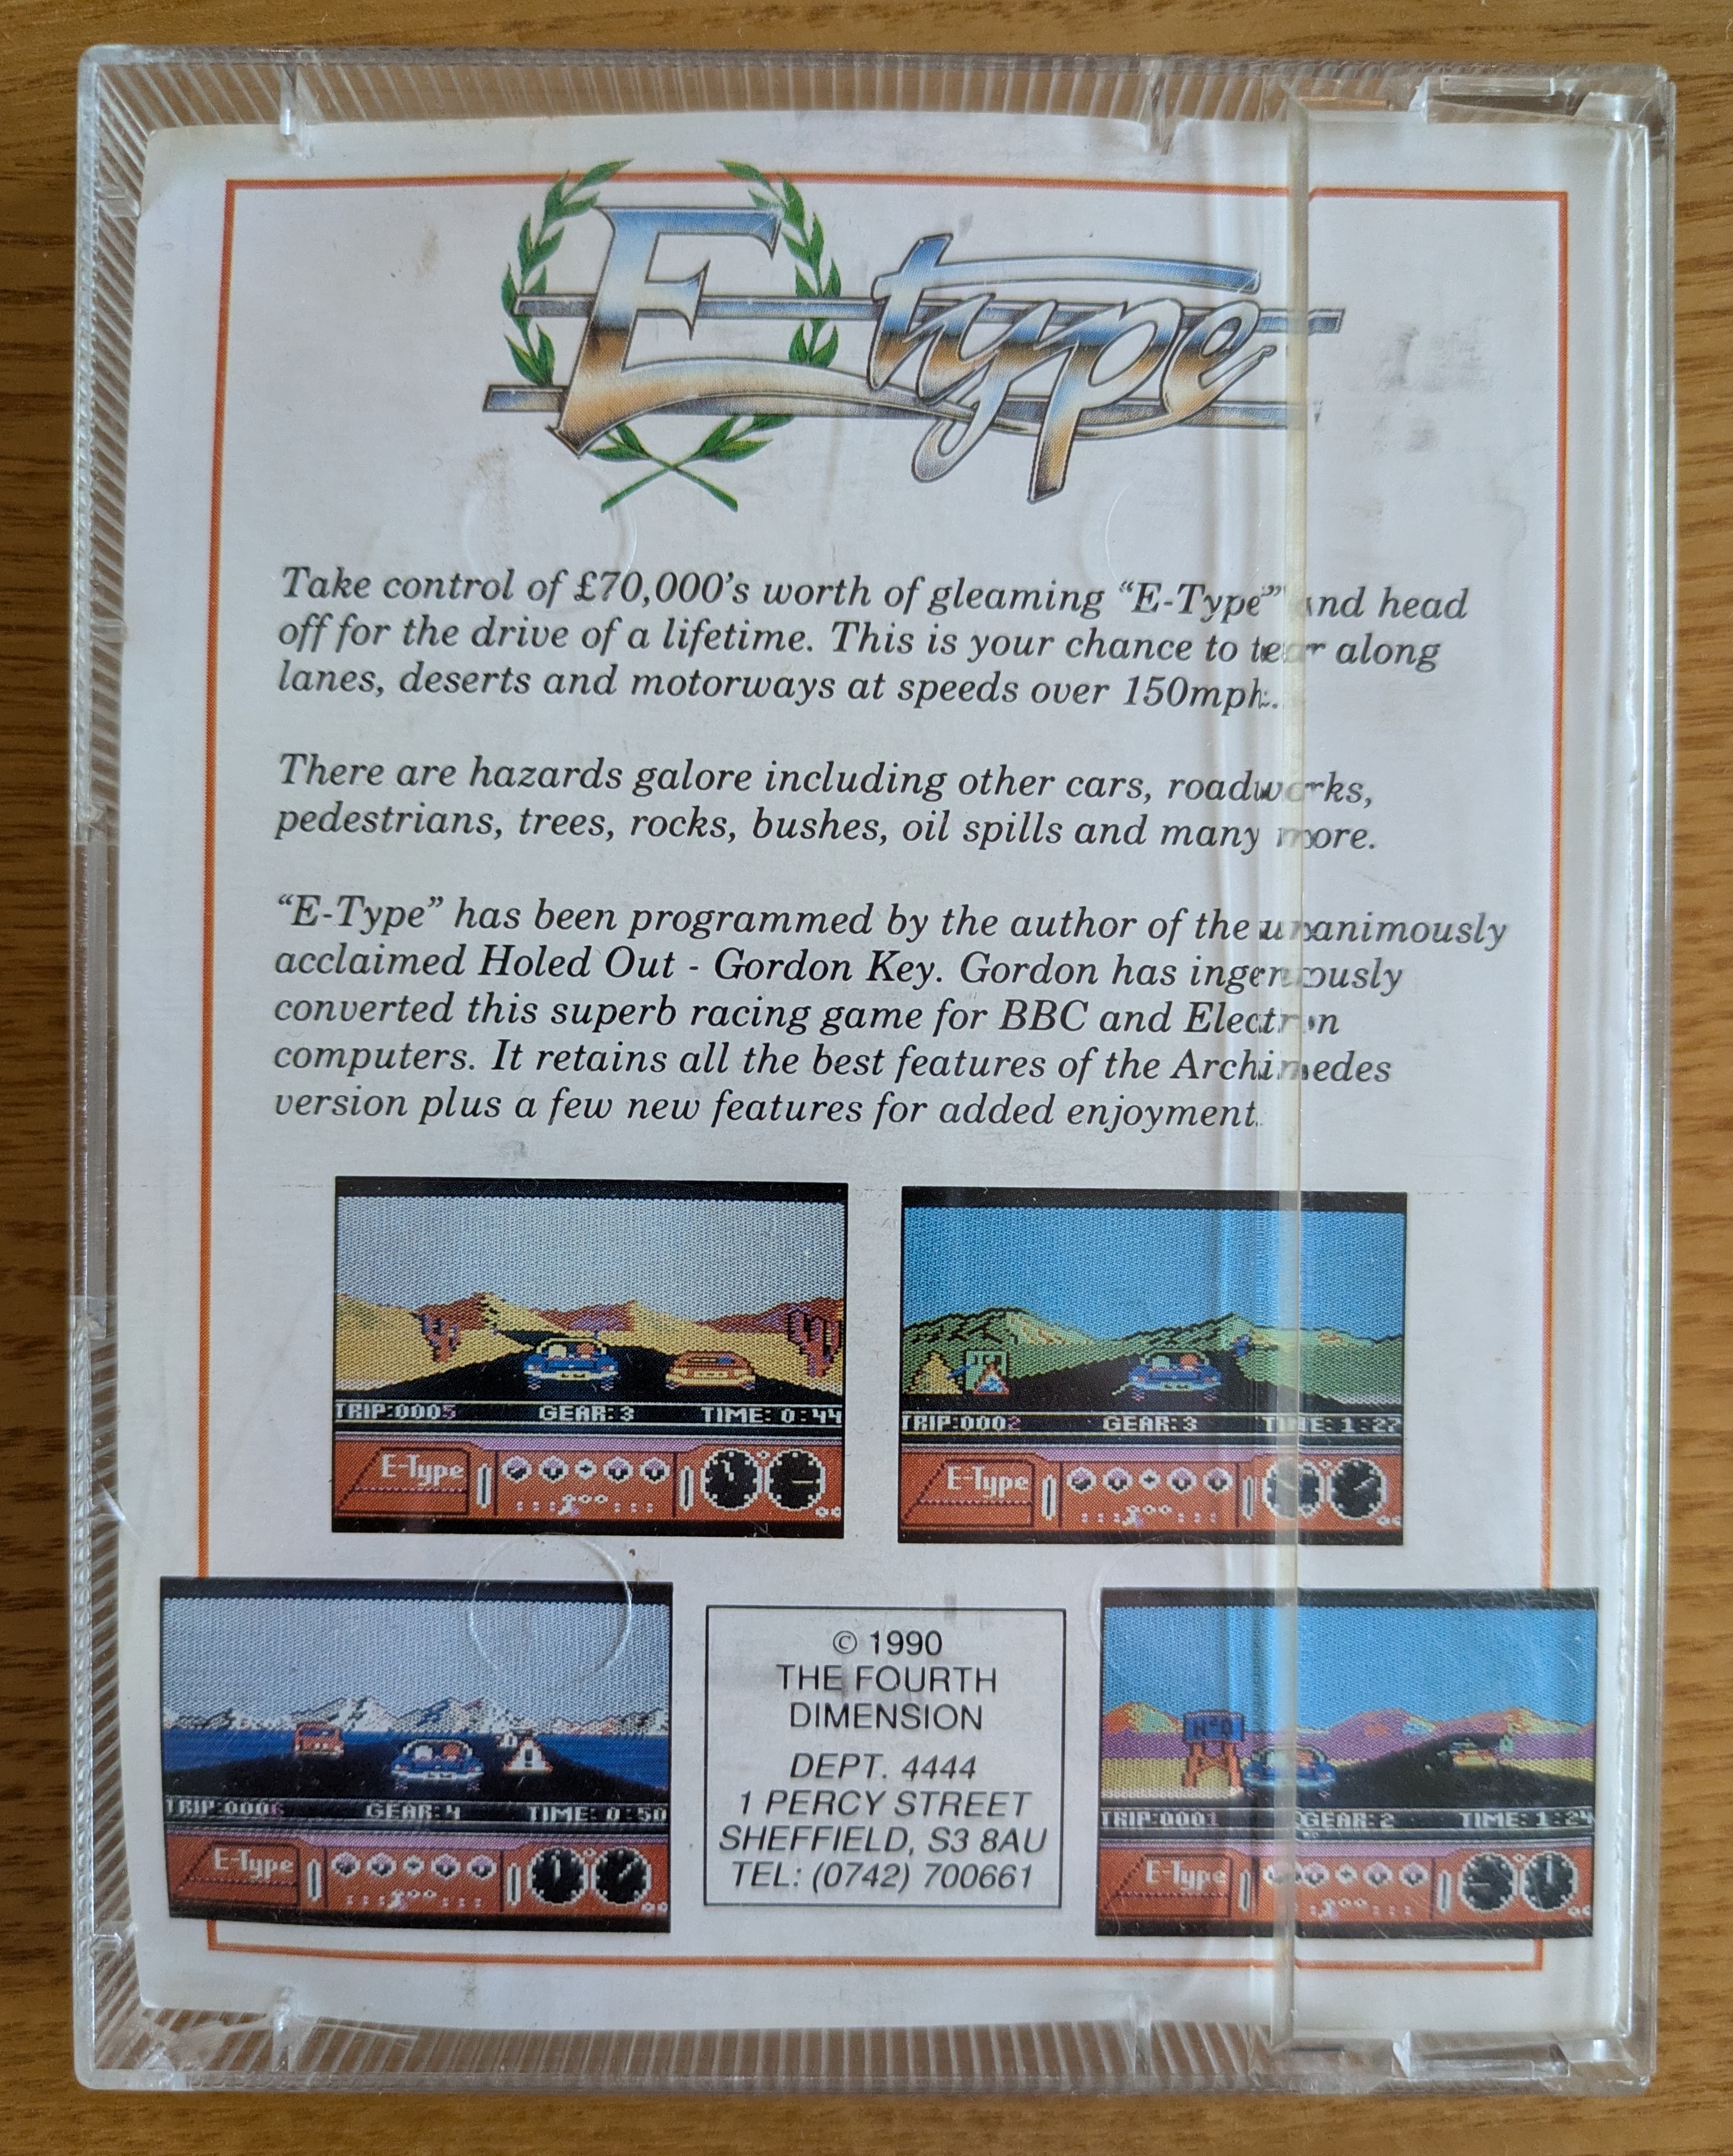 E type
Take control of £70,000's worth of gleaming "E-Type" and head
off for the drive of a lifetime. This is your chance to tear along
lanes, deserts and motorways at speeds over 150mph.
There are hazards galore including other cars, roadworks,
pedestrians, trees, rocks, bushes, oil spills and many more.
"E-Type" has been programmed by the author of the unanimously
acclaimed Holed Out - Gordon Key. Gordon has ingeniously
converted this superb racing game for BBC and Electron
computers. It retains all the best features of the Archimedes
version plus a few new features for added enjoyment.
TRIP:0005 GEAR:3 TIME: 0:44
E-Type
TRIP:0002 GEAR:3 TIME: 1:27
E-Type
TRIP:0006 GEAR:4 TIME: 0:50
E-Type
© 1990
THE FOURTH
DIMENSION
DEPT. 4444
1 PERCY STREET
SHEFFIELD, S3 8AU
TEL: (0742) 700661
TRIP:0001 GEAR:2 TIME: 1:24
E-Type